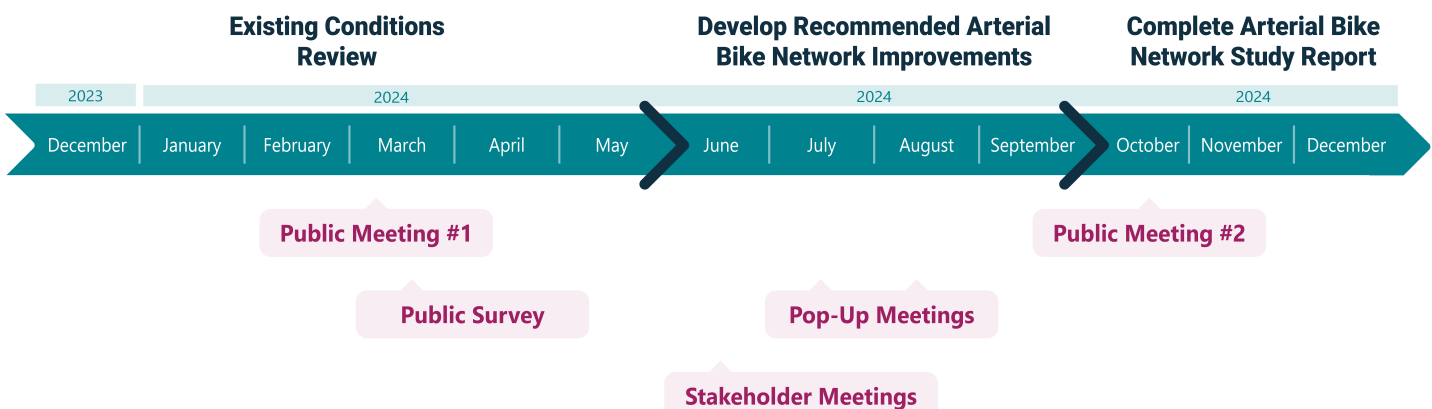 Existing Conditions
Review
Develop Recommended Arterial
Bike Network Improvements
Complete Arterial Bike
Network Study Report
2023
2024
2024
2024
December
January
February
March
April
May
June
July
August
September
October
November
December
Public Meeting #1
Public Meeting #2
Public Survey
Pop-Up Meetings
Stakeholder Meetings